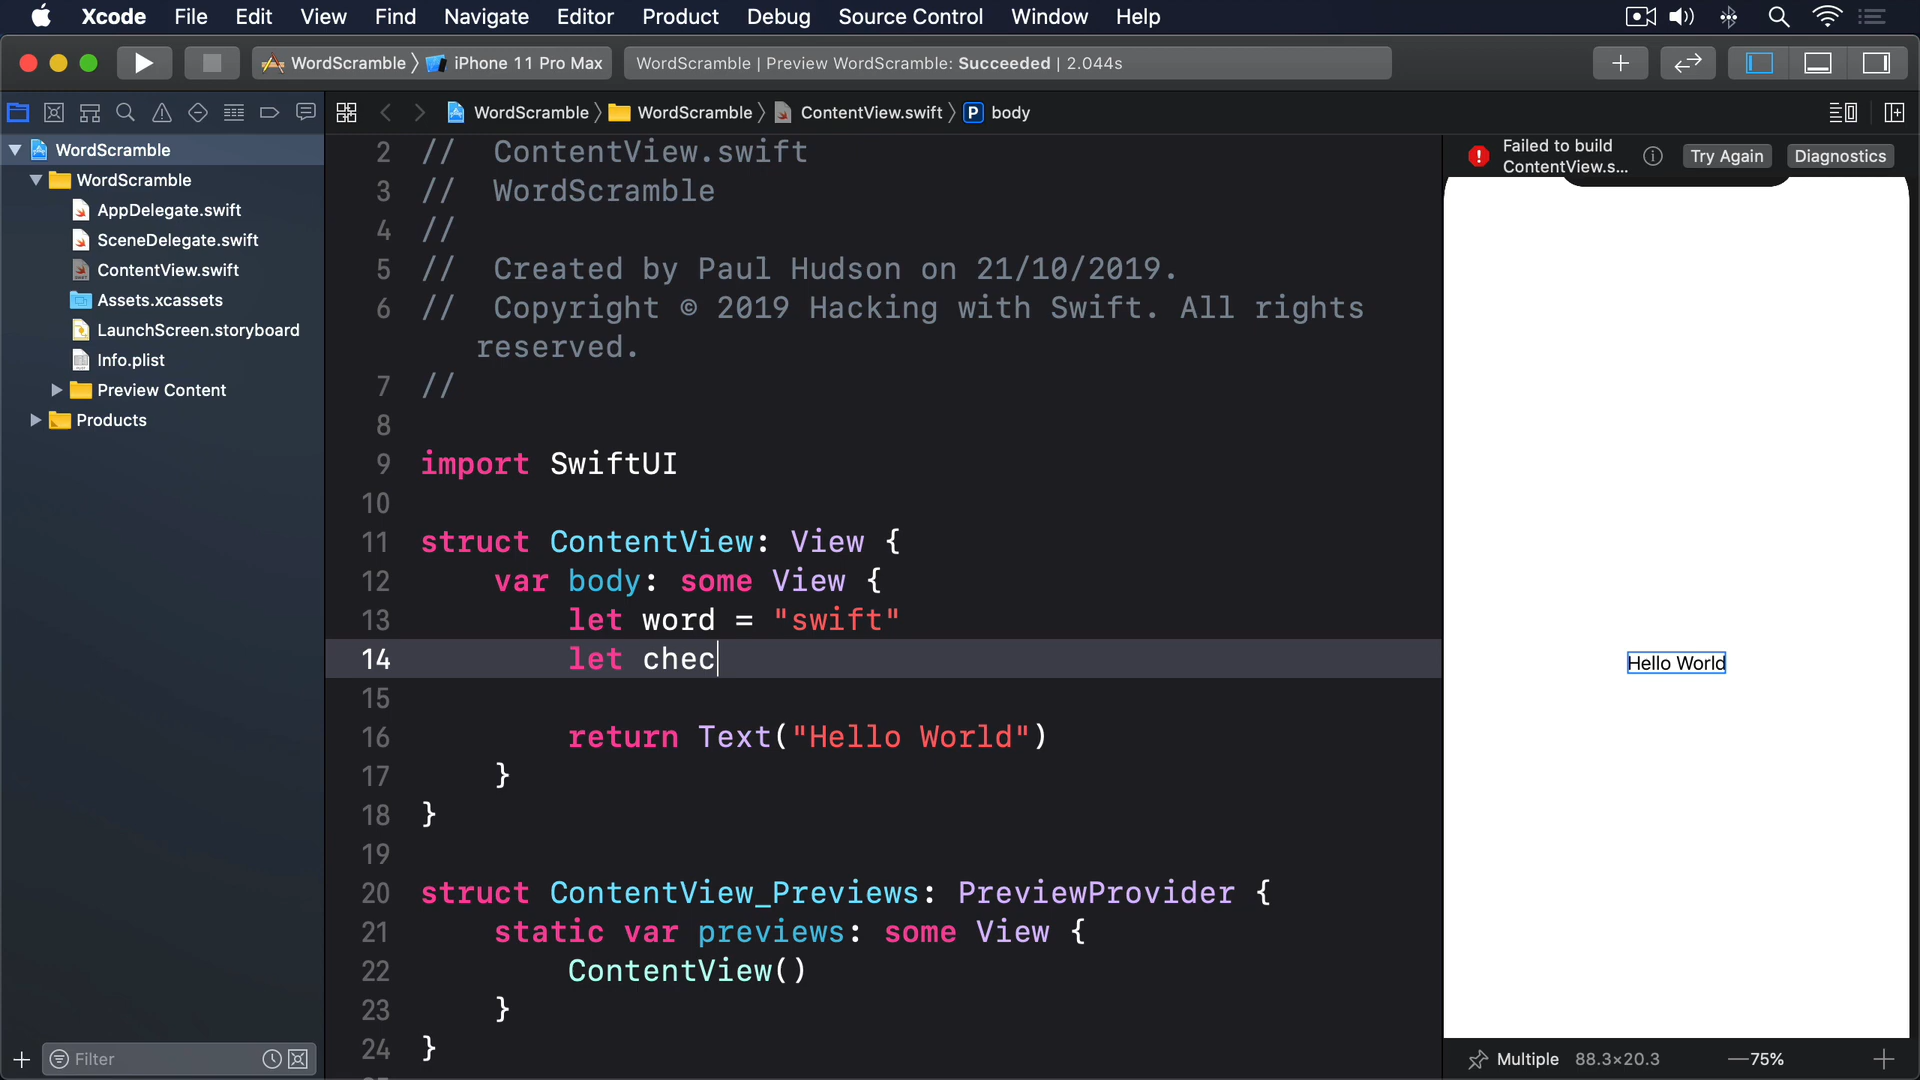 Xcode File Edit View Find Navigate Editor Product Debug Source Control Window Help
WordScramble iPhone 11 Pro Max WordScramble | Preview WordScramble: Succeeded | 2.044s
WordScramble WordScramble ContentView.swift P body
WordScramble
WordScramble
AppDelegate.swift
SceneDelegate.swift
ContentView.swift
Assets.xcassets
LaunchScreen.storyboard
Info.plist
Preview Content
Products
Filter
2 // ContentView.swift
3 // WordScramble
4 //
5 // Created by Paul Hudson on 21/10/2019.
6 // Copyright © 2019 Hacking with Swift. All rights
reserved.
7 //
8
9 import SwiftUI
10
11 struct ContentView: View {
12 var body: some View {
13 let word = "swift"
14 let chec
15
16 return Text("Hello World")
17 }
18 }
19
20 struct ContentView_Previews: PreviewProvider {
21 static var previews: some View {
22 ContentView()
23 }
24 }
Failed to build
ContentView.s...
Try Again Diagnostics
Hello World
Multiple 88.3×20.3 —75%